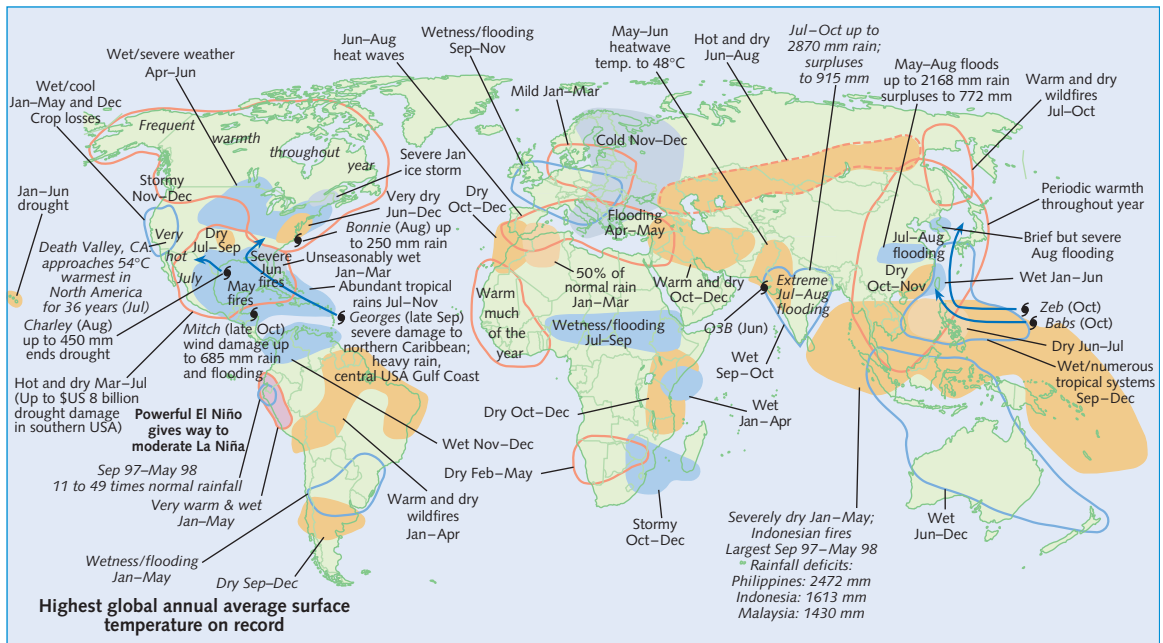 Wet/cool
Jan–May and Dec
Crop losses
Wet/severe weather
Apr–Jun
Jun–Aug
heat waves
Wetness/flooding
Sep–Nov
Mild Jan–Mar
May–Jun
heatwave
temp. to 48°C
Hot and dry
Jun–Aug
Jul–Oct up to
2870 mm rain;
surpluses
to 915 mm
May–Aug floods
up to 2168 mm rain
surpluses to 772 mm
Warm and dry
wildfires
Jul–Oct
Frequent
warmth
throughout
year
Cold Nov–Dec
Severe Jan
ice storm
Jan–Jun
drought
Stormy
Nov–Dec
Very dry
Jun–Dec
Dry
Oct–Dec
Flooding
Apr–May
Periodic warmth
throughout year
Bonnie (Aug) up
to 250 mm rain
Death Valley, CA:
approaches 54°C
warmest in
North America
for 36 years (Jul)
Very
hot
July
Dry
Jul–Sep
Severe
Jun
fires
May
fires
Unseasonably wet
Jan–Mar
Abundant tropical
rains Jul–Nov
Jul–Aug
flooding
Brief but severe
Aug flooding
50% of
normal rain
Jan–Mar
Warm and dry
Oct–Dec
Extreme
Jul–Aug
flooding
Dry
Oct–Nov
Wet Jan–Jun
Charley (Aug)
up to 450 mm
ends drought
Mitch (late Oct)
wind damage up
to 685 mm rain
and flooding
Georges (late Sep)
severe damage to
northern Caribbean;
heavy rain,
central USA Gulf Coast
Warm
much of
the
year
Wetness/flooding
Jul–Sep
O3B (Jun)
Zeb (Oct)
Babs (Oct)
Dry Jun–Jul
Wet/numerous
tropical systems
Sep–Dec
Wet
Sep–Oct
Hot and dry Mar–Jul
(Up to $US 8 billion
drought damage
in southern USA)
Powerful El Niño
gives way to
moderate La Niña
Dry Oct–Dec
Wet
Jan–Apr
Wet Nov–Dec
Sep 97–May 98
11 to 49 times normal rainfall
Dry Feb–May
Very warm & wet
Jan–May
Warm and dry
wildfires
Jan–Apr
Stormy
Oct–Dec
Severely dry Jan–May;
Indonesian fires
Largest Sep 97–May 98
Rainfall deficits:
Philippines: 2472 mm
Indonesia: 1613 mm
Malaysia: 1430 mm
Wet
Jun–Dec
Wetness/flooding
Jan–May
Dry Sep–Dec
Highest global annual average surface
temperature on record